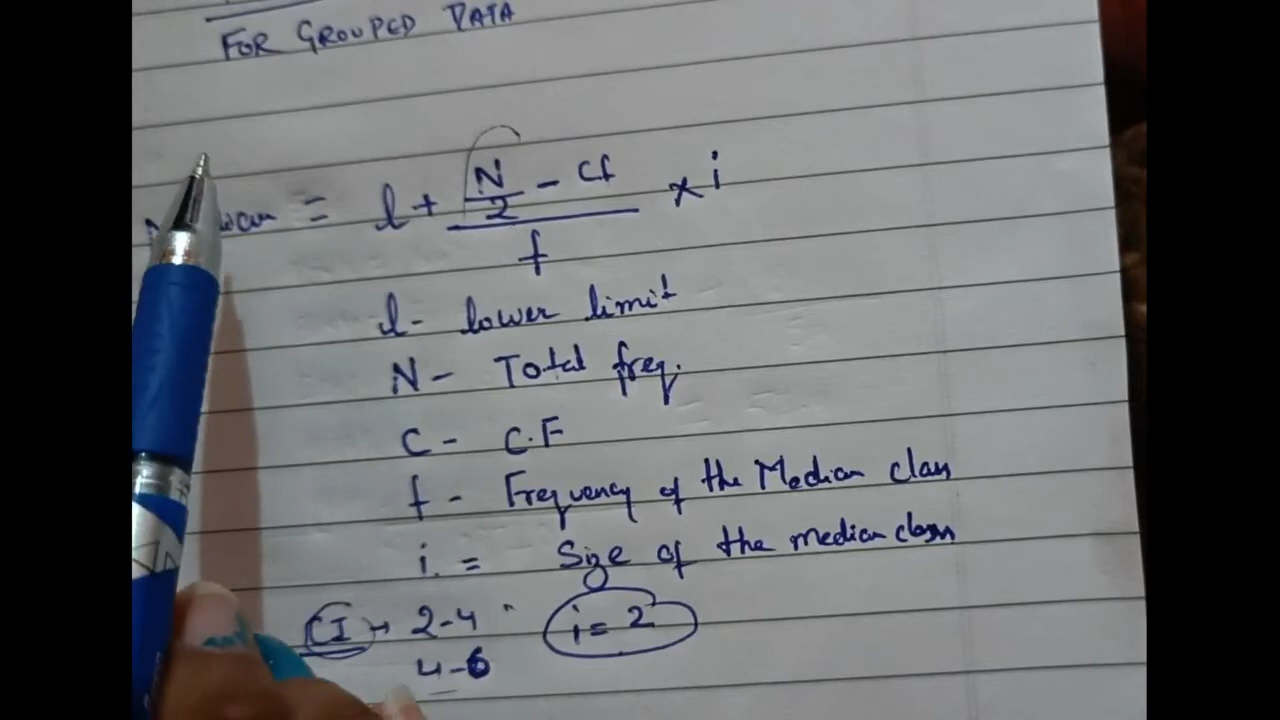 FOR GROUPED DATA
= l + N/2 - Cf / f × i
l - lower limit
N - Total freq.
C - C.F
f - Frequency of the Median class
i. = Size of the median class
CI → 2-4 i = 2
4-6